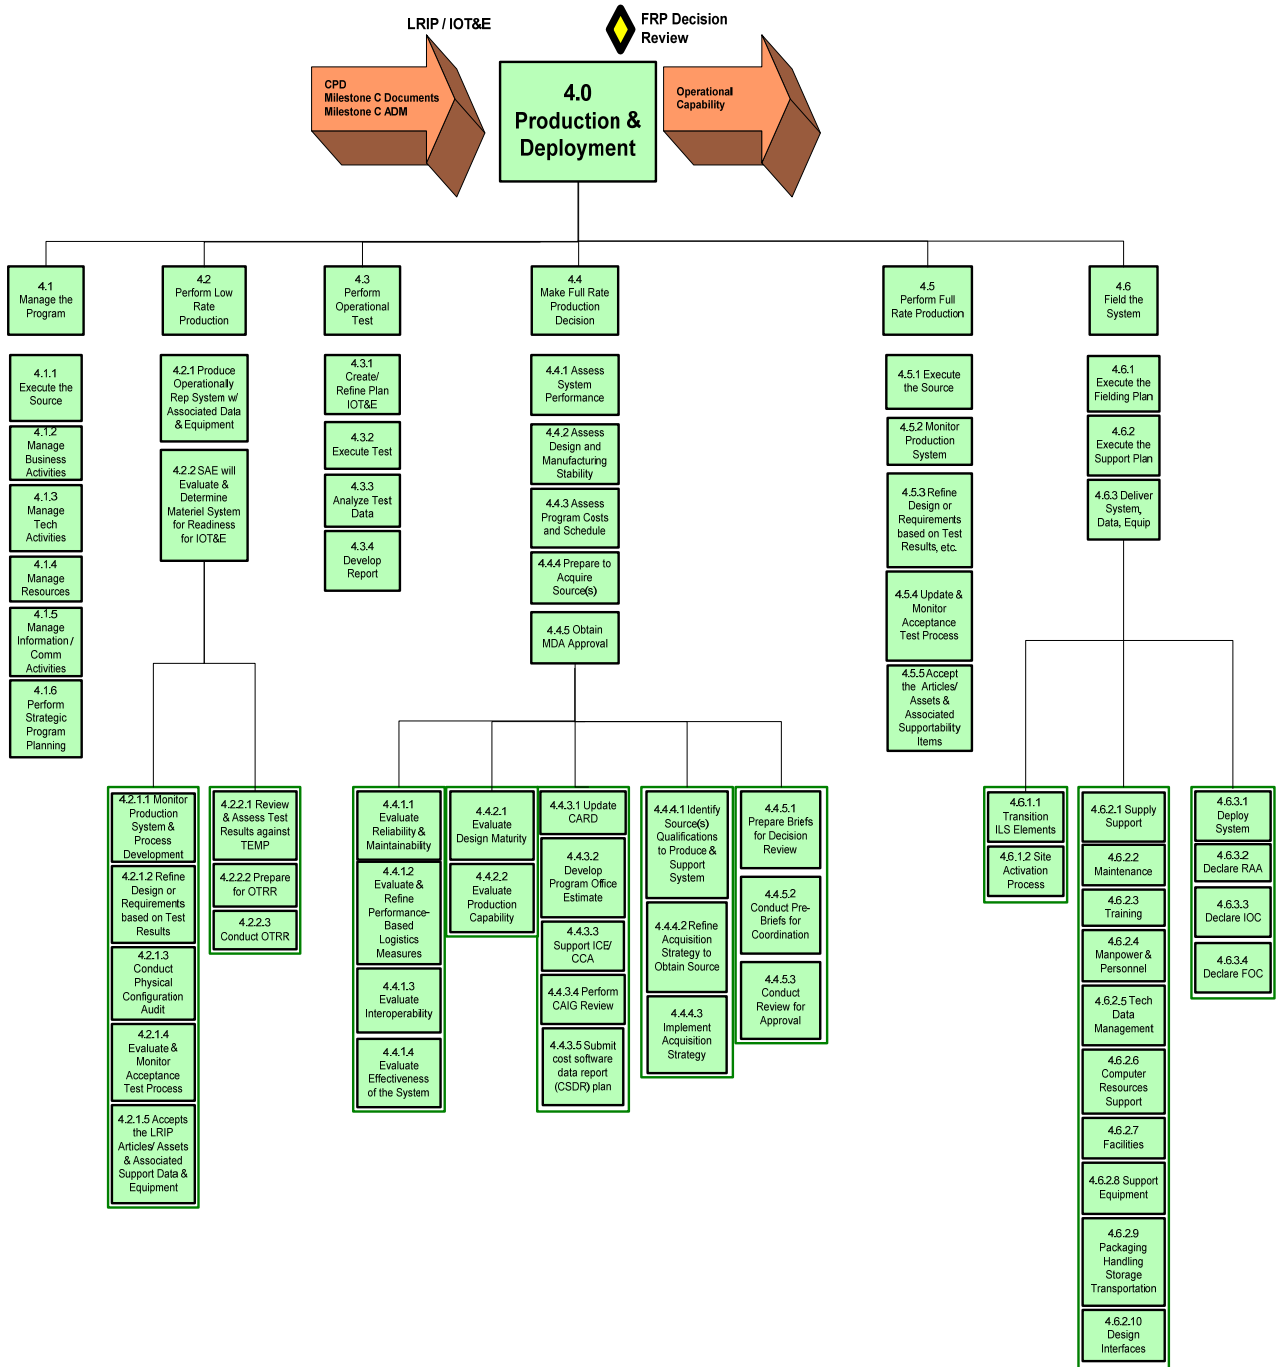 LRIP / IOT&E
FRP Decision
Review
CPD
Milestone C Documents
Milestone C ADM
4.0
Production &
Deployment
Operational
Capability
4.1
Manage the
Program
4.2
Perform Low
Rate
Production
4.3
Perform
Operational
Test
4.4
Make Full Rate
Production
Decision
4.5
Perform Full
Rate Production
4.6
Field the
System
4.1.1
Execute the
Source
4.1.2
Manage
Business
Activities
4.1.3
Manage
Tech
Activities
4.1.4
Manage
Resources
4.1.5
Manage
Information/
Comm
Activities
4.1.6
Perform
Strategic
Program
Planning
4.2.1 Produce
Operationally
Rep System w/
Associated Data
& Equipment
4.2.2 SAE will
Evaluate &
Determine
Materiel System
for Readiness
for IOT&E
4.3.1
Create/
Refine Plan
IOT&E
4.3.2
Execute Test
4.3.3
Analyze Test
Data
4.3.4
Develop
Report
4.4.1 Assess
System
Performance
4.4.2 Assess
Design and
Manufacturing
Stability
4.4.3 Assess
Program Costs
and Schedule
4.4.4 Prepare to
Acquire
Source(s)
4.4.5 Obtain
MDA Approval
4.5.1 Execute
the Source
4.5.2 Monitor
Production
System
4.5.3 Refine
Design or
Requirements
based on Test
Results, etc.
4.5.4 Update &
Monitor
Acceptance
Test Process
4.5.5 Accept
the Articles/
Assets &
Associated
Supportability
Items
4.6.1
Execute the
Fielding Plan
4.6.2
Execute the
Support Plan
4.6.3 Deliver
System,
Data, Equip
4.2.1.1 Monitor
Production
System &
Process
Development
4.2.1.2 Refine
Design or
Requirements
based on Test
Results
4.2.1.3
Conduct
Physical
Configuration
Audit
4.2.1.4
Evaluate &
Monitor
Acceptance
Test Process
4.2.1.5 Accepts
the LRIP
Articles/ Assets
& Associated
Support Data &
Equipment
4.2.2.1 Review
& Assess Test
Results against
TEMP
4.2.2.2 Prepare
for OTRR
4.2.2.3
Conduct OTRR
4.4.1.1
Evaluate
Reliability &
Maintainability
4.4.1.2
Evaluate &
Refine
Performance-
Based
Logistics
Measures
4.4.1.3
Evaluate
Interoperability
4.4.1.4
Evaluate
Effectiveness
of the System
4.4.2.1
Evaluate
Design Maturity
4.4.2.2
Evaluate
Production
Capability
4.4.3.1 Update
CARD
4.4.3.2
Develop
Program Office
Estimate
4.4.3.3
Support ICE/
CCA
4.4.3.4 Perform
CAIG Review
4.4.3.5 Submit
cost software
data report
(CSDR) plan
4.4.4.1 Identify
Source(s)
Qualifications
to Produce &
Support
System
4.4.4.2 Refine
Acquisition
Strategy to
Obtain Source
4.4.4.3
Implement
Acquisition
Strategy
4.4.5.1
Prepare Briefs
for Decision
Review
4.4.5.2
Conduct Pre-
Briefs for
Coordination
4.4.5.3
Conduct
Review for
Approval
4.6.1.1
Transition
ILS Elements
4.6.1.2 Site
Activation
Process
4.6.2.1 Supply
Support
4.6.2.2
Maintenance
4.6.2.3
Training
4.6.2.4
Manpower &
Personnel
4.6.2.5 Tech
Data
Management
4.6.2.6
Computer
Resources
Support
4.6.2.7
Facilities
4.6.2.8 Support
Equipment
4.6.2.9
Packaging
Handling
Storage
Transportation
4.6.2.10
Design
Interfaces
4.6.3.1
Deploy
System
4.6.3.2
Declare RAA
4.6.3.3
Declare IOC
4.6.3.4
Declare FOC